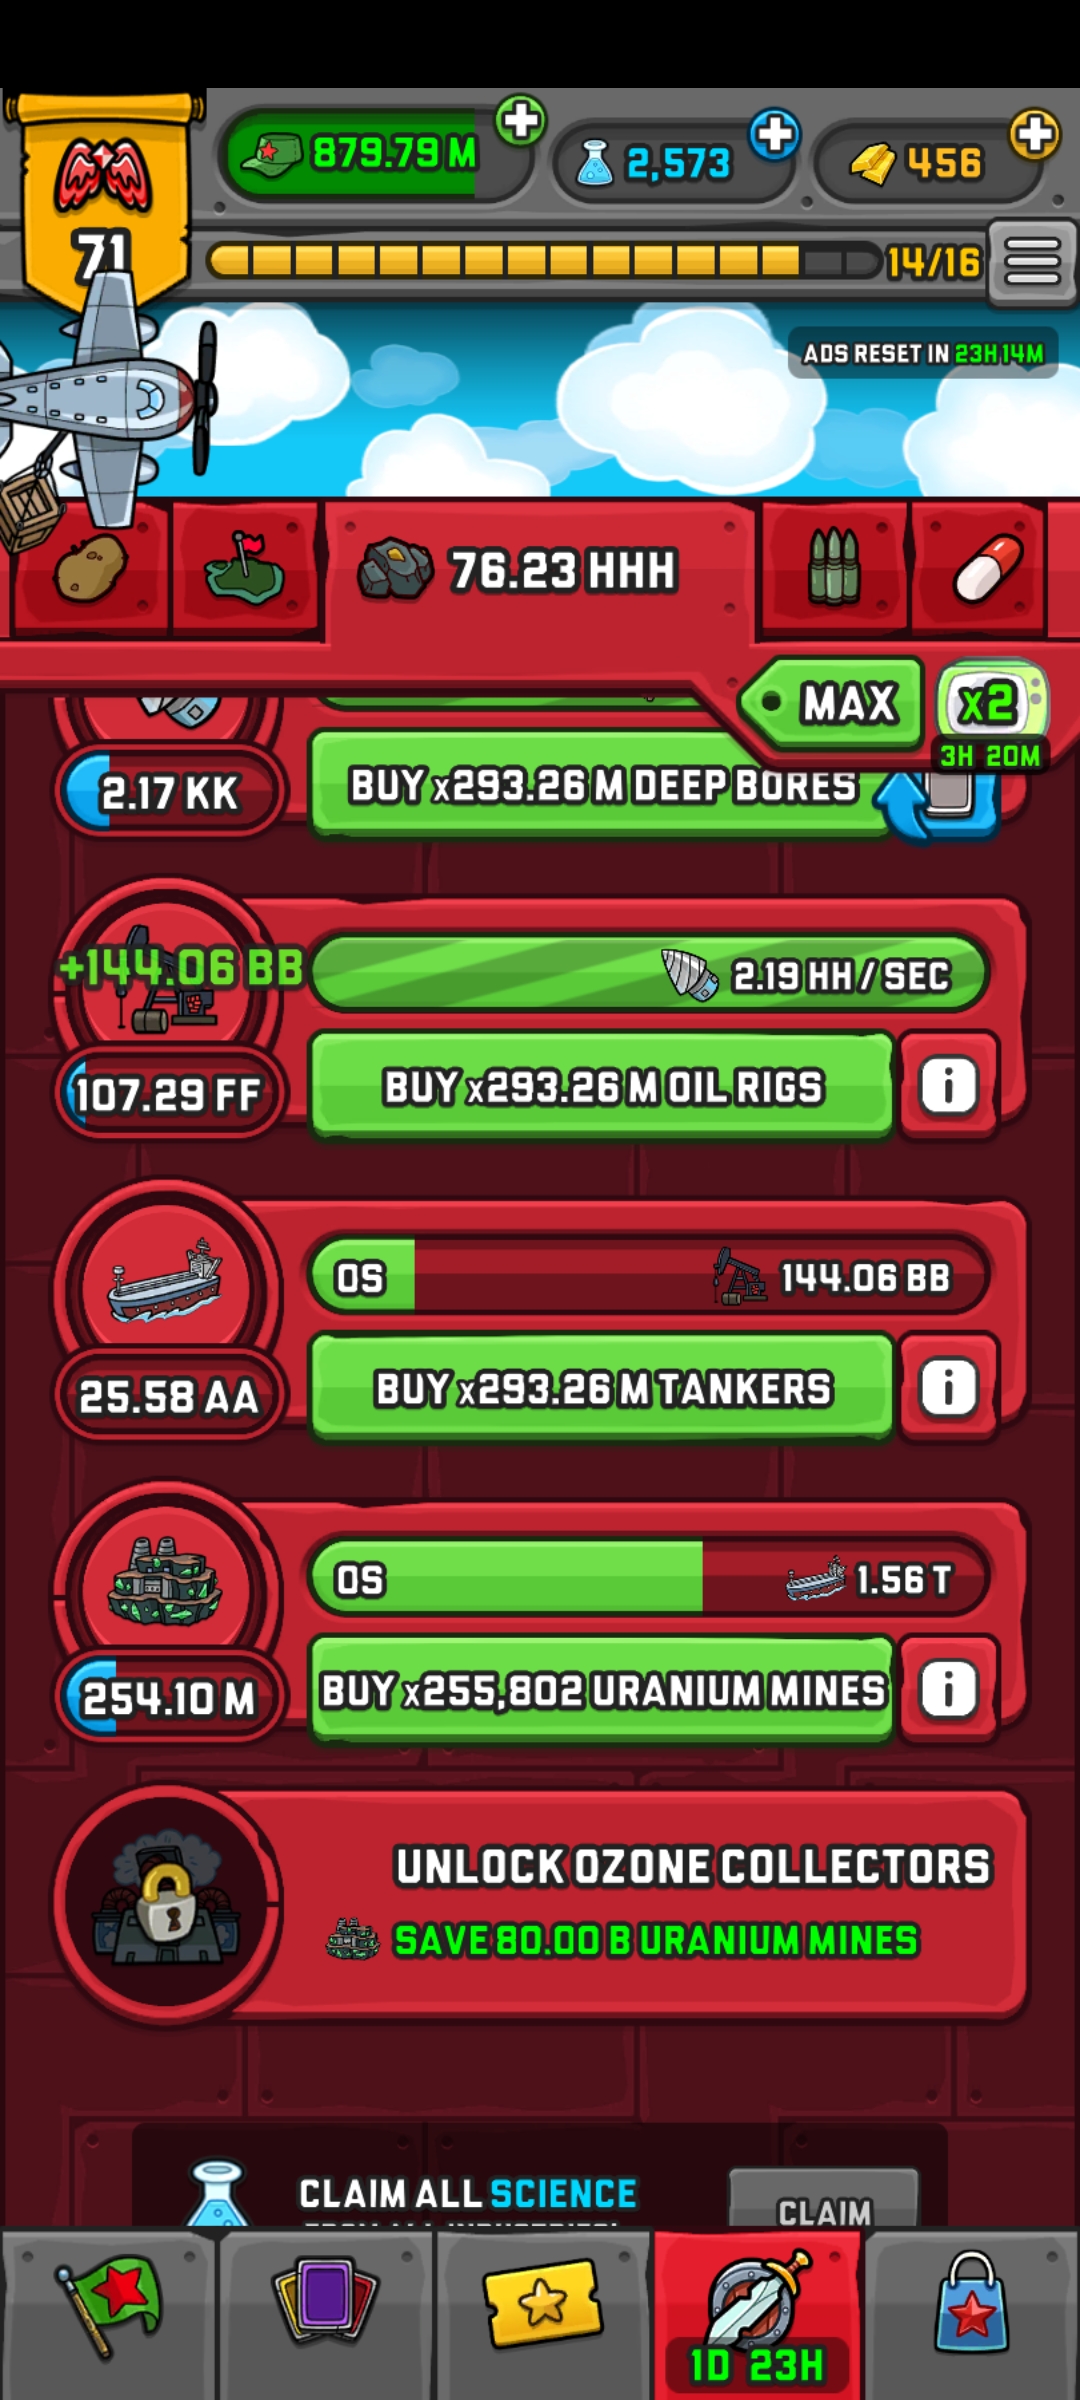 879.79 M
2,573
456
71
14/16
ADS RESET IN 23H 14M
76.23 HHH
MAX
x2
3H 20M
2.17 KK
BUY x293.26 M DEEP BORES
+144.06 BB
2.19 HH / SEC
107.29 FF
BUY x293.26 M OIL RIGS
i
0S
144.06 BB
25.58 AA
BUY x293.26 M TANKERS
i
0S
1.56 T
254.10 M
BUY x255,802 URANIUM MINES
i
UNLOCK OZONE COLLECTORS
SAVE 80.00 B URANIUM MINES
CLAIM ALL SCIENCE
CLAIM
1D 23H